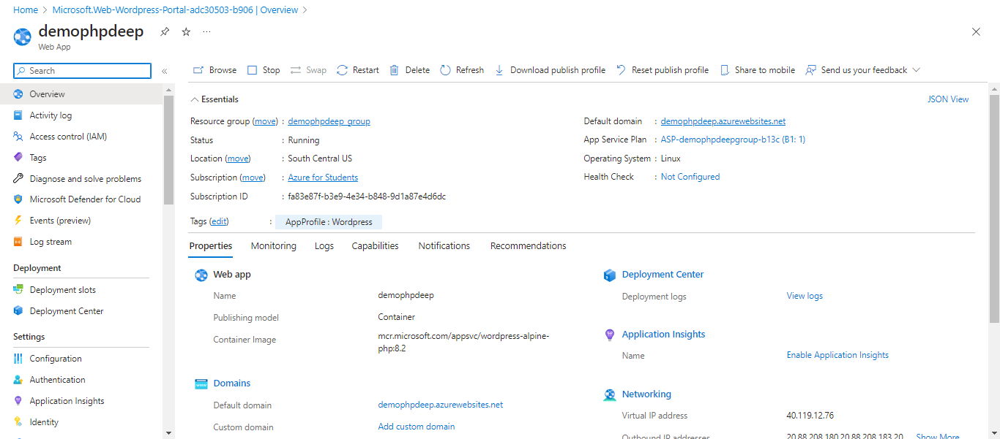 Home > Microsoft.Web-Wordpress-Portal-adc30503-b906 | Overview >
demophpdeep
Web App
Search
Browse Stop Swap Restart Delete Refresh Download publish profile Reset publish profile Share to mobile Send us your feedback
Overview
Activity log
Access control (IAM)
Tags
Diagnose and solve problems
Microsoft Defender for Cloud
Events (preview)
Log stream
Deployment
Deployment slots
Deployment Center
Settings
Configuration
Authentication
Application Insights
Identity
Essentials
JSON View
Resource group (move) : demophpdeep_group
Status : Running
Location (move) : South Central US
Subscription (move) : Azure for Students
Subscription ID : fa83e87f-b3e9-4e34-b848-9d1a87e4d6dc
Default domain : demophpdeep.azurewebsites.net
App Service Plan : ASP-demophpdeepgroup-b13c (B1: 1)
Operating System : Linux
Health Check : Not Configured
Tags (edit) : AppProfile : Wordpress
Properties Monitoring Logs Capabilities Notifications Recommendations
Web app
Name demophpdeep
Publishing model Container
Container Image mcr.microsoft.com/appsvc/wordpress-alpine-
php:8.2
Domains
Default domain demophpdeep.azurewebsites.net
Custom domain Add custom domain
Deployment Center
Deployment logs View logs
Application Insights
Name Enable Application Insights
Networking
Virtual IP address 40.119.12.76
Outbound IP addresses 20.88.208.180,20.88.208.183,20 Show More